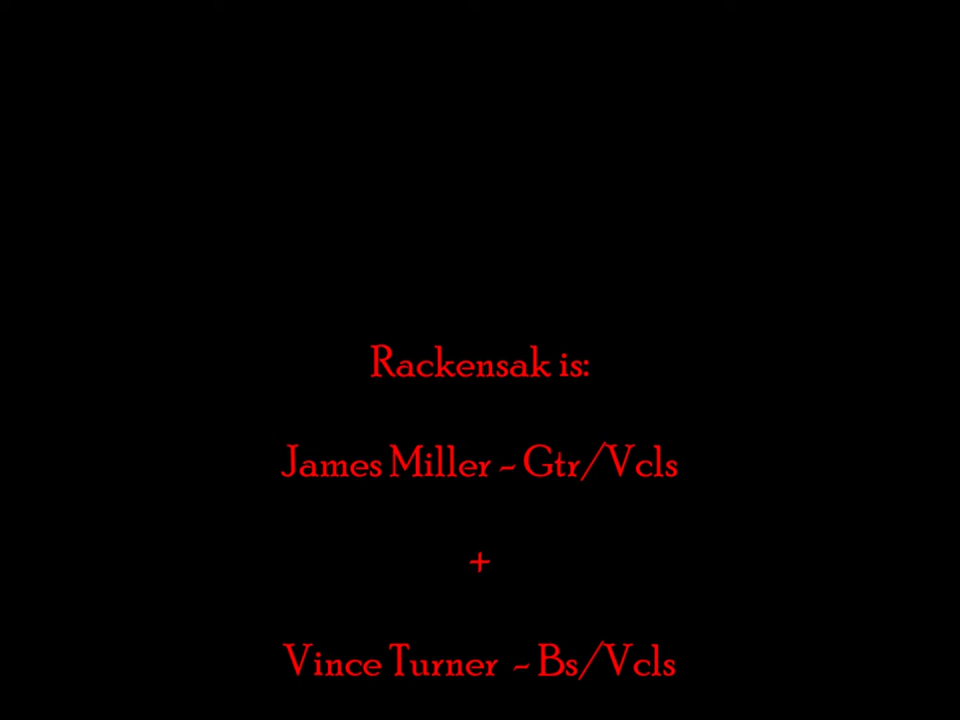 Rackensak is:
James Miller - Gtr/Vcls
+
Vince Turner - Bs/Vcls